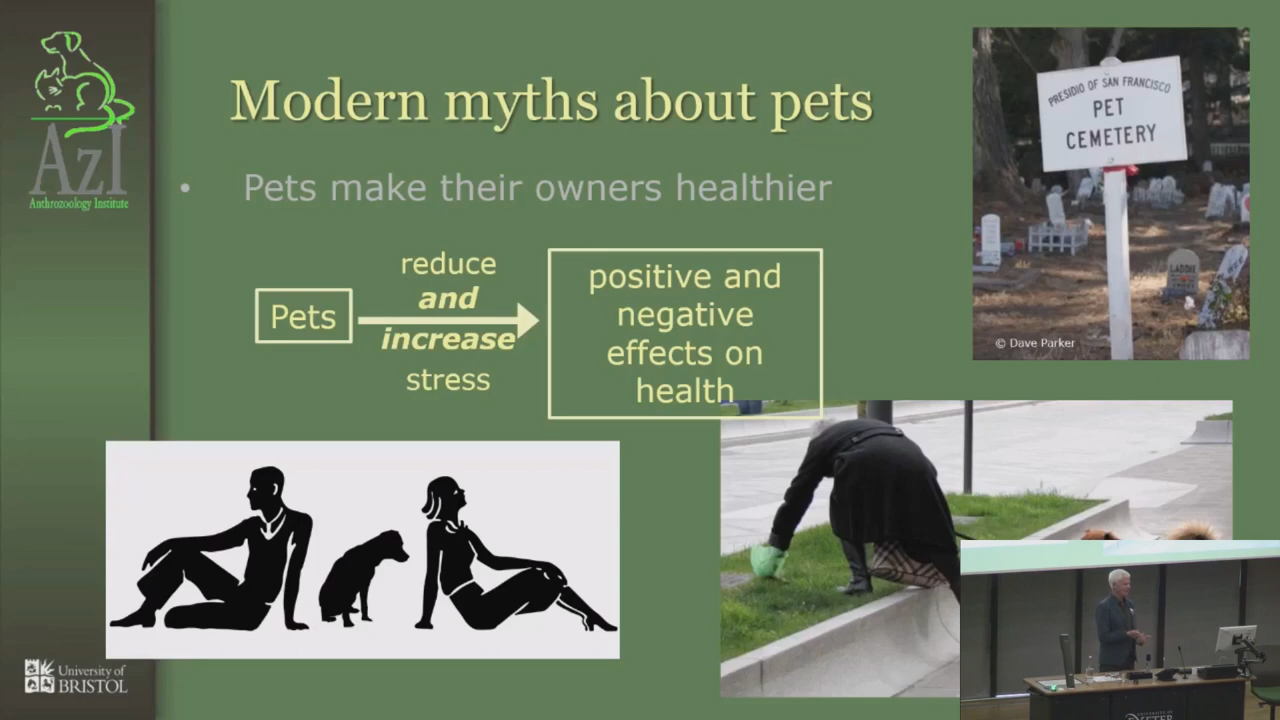 Modern myths about pets
• Pets make their owners healthier
Pets
reduce
and
increase
stress
positive and
negative
effects on
health
AzI
Anthrozoology Institute
University of
BRISTOL
PRESIDIO OF SAN FRANCISCO
PET
CEMETERY
LADDIE
© Dave Parker